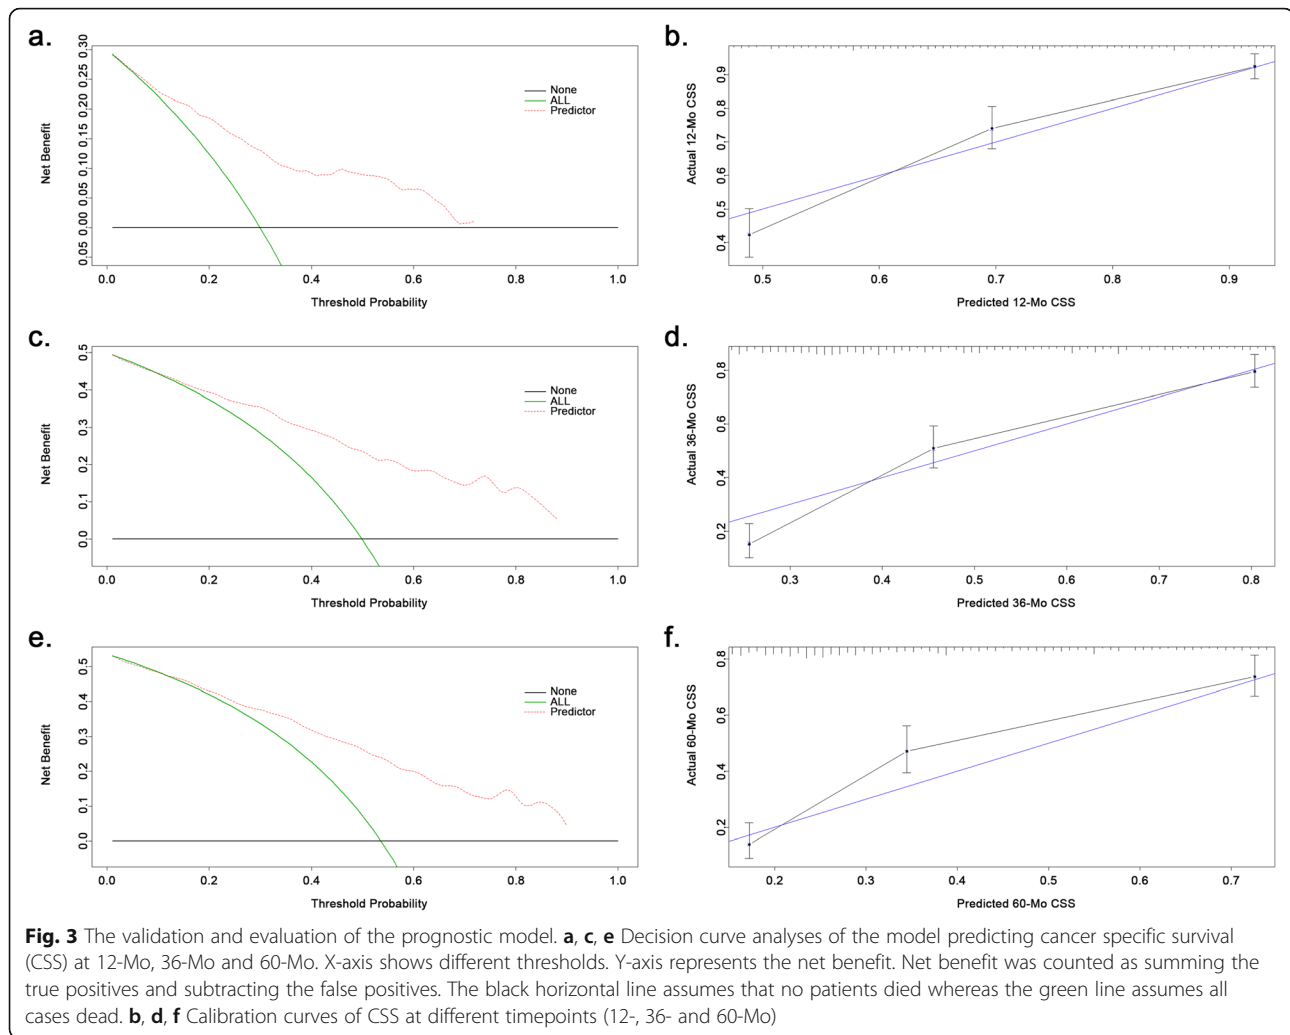 a.
0.30
0.25
0.20
0.15
0.10
0.05
0.00
0.05
Net Benefit
None
ALL
Predictor
0.0 0.2 0.4 0.6 0.8 1.0
Threshold Probability
b.
0.9
0.8
0.7
0.6
0.5
0.4
Actual 12-Mo CSS
0.5 0.6 0.7 0.8 0.9
Predicted 12-Mo CSS
c.
0.5
0.4
0.3
0.2
0.1
0.0
Net Benefit
None
ALL
Predictor
0.0 0.2 0.4 0.6 0.8 1.0
Threshold Probability
d.
0.8
0.6
0.4
0.2
Actual 36-Mo CSS
0.3 0.4 0.5 0.6 0.7 0.8
Predicted 36-Mo CSS
e.
0.5
0.4
0.3
0.2
0.1
0.0
Net Benefit
None
ALL
Predictor
0.0 0.2 0.4 0.6 0.8 1.0
Threshold Probability
f.
0.8
0.6
0.4
0.2
Actual 60-Mo CSS
0.2 0.3 0.4 0.5 0.6 0.7
Predicted 60-Mo CSS
Fig. 3 The validation and evaluation of the prognostic model. a, c, e Decision curve analyses of the model predicting cancer specific survival
(CSS) at 12-Mo, 36-Mo and 60-Mo. X-axis shows different thresholds. Y-axis represents the net benefit. Net benefit was counted as summing the
true positives and subtracting the false positives. The black horizontal line assumes that no patients died whereas the green line assumes all
cases dead. b, d, f Calibration curves of CSS at different timepoints (12-, 36- and 60-Mo)